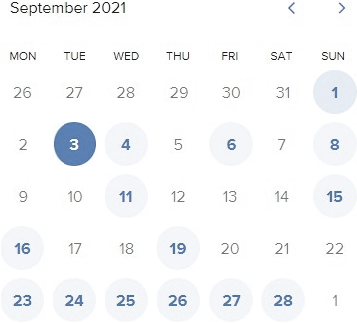 September 2021
MON TUE WED THU FRI SAT SUN
26 27 28 29 30 31 1
2 3 4 5 6 7 8
9 10 11 12 13 14 15
16 17 18 19 20 21 22
23 24 25 26 27 28 1